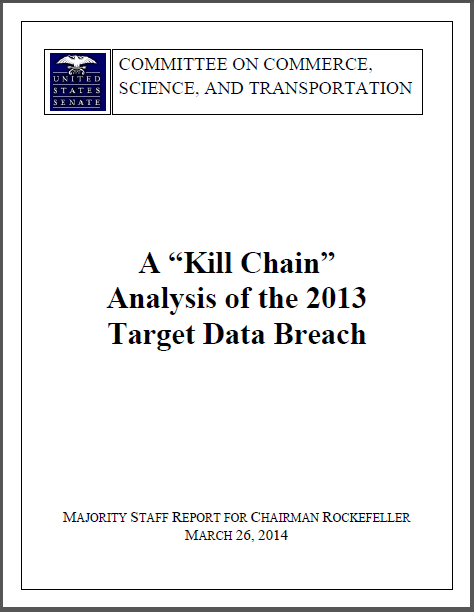 UNITED
STATES
SENATE
COMMITTEE ON COMMERCE,
SCIENCE, AND TRANSPORTATION
A “Kill Chain”
Analysis of the 2013
Target Data Breach
MAJORITY STAFF REPORT FOR CHAIRMAN ROCKEFELLER
MARCH 26, 2014